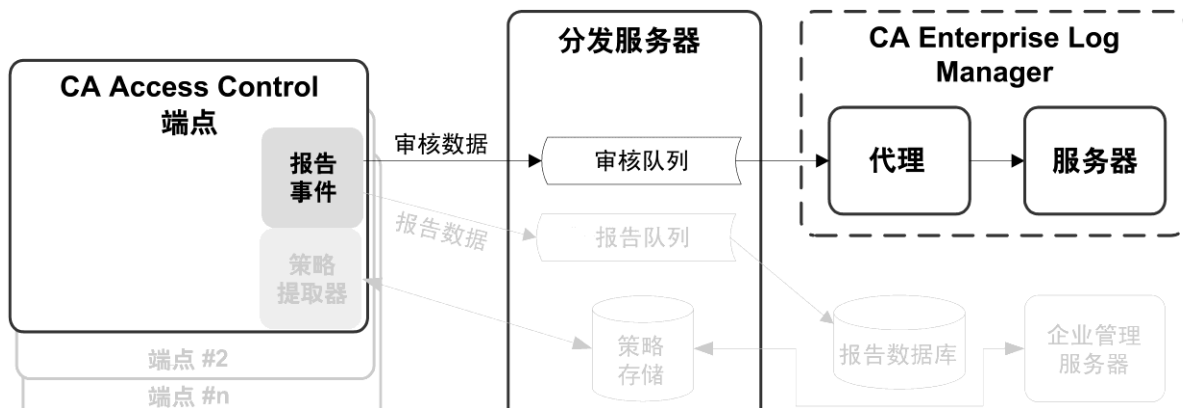 CA Access Control
端点
报告
事件
策略
提取器
端点 #2
端点 #n
审核数据
报告数据
分发服务器
审核队列
报告队列
策略
存储
CA Enterprise Log
Manager
代理
服务器
报告数据库
企业管理
服务器